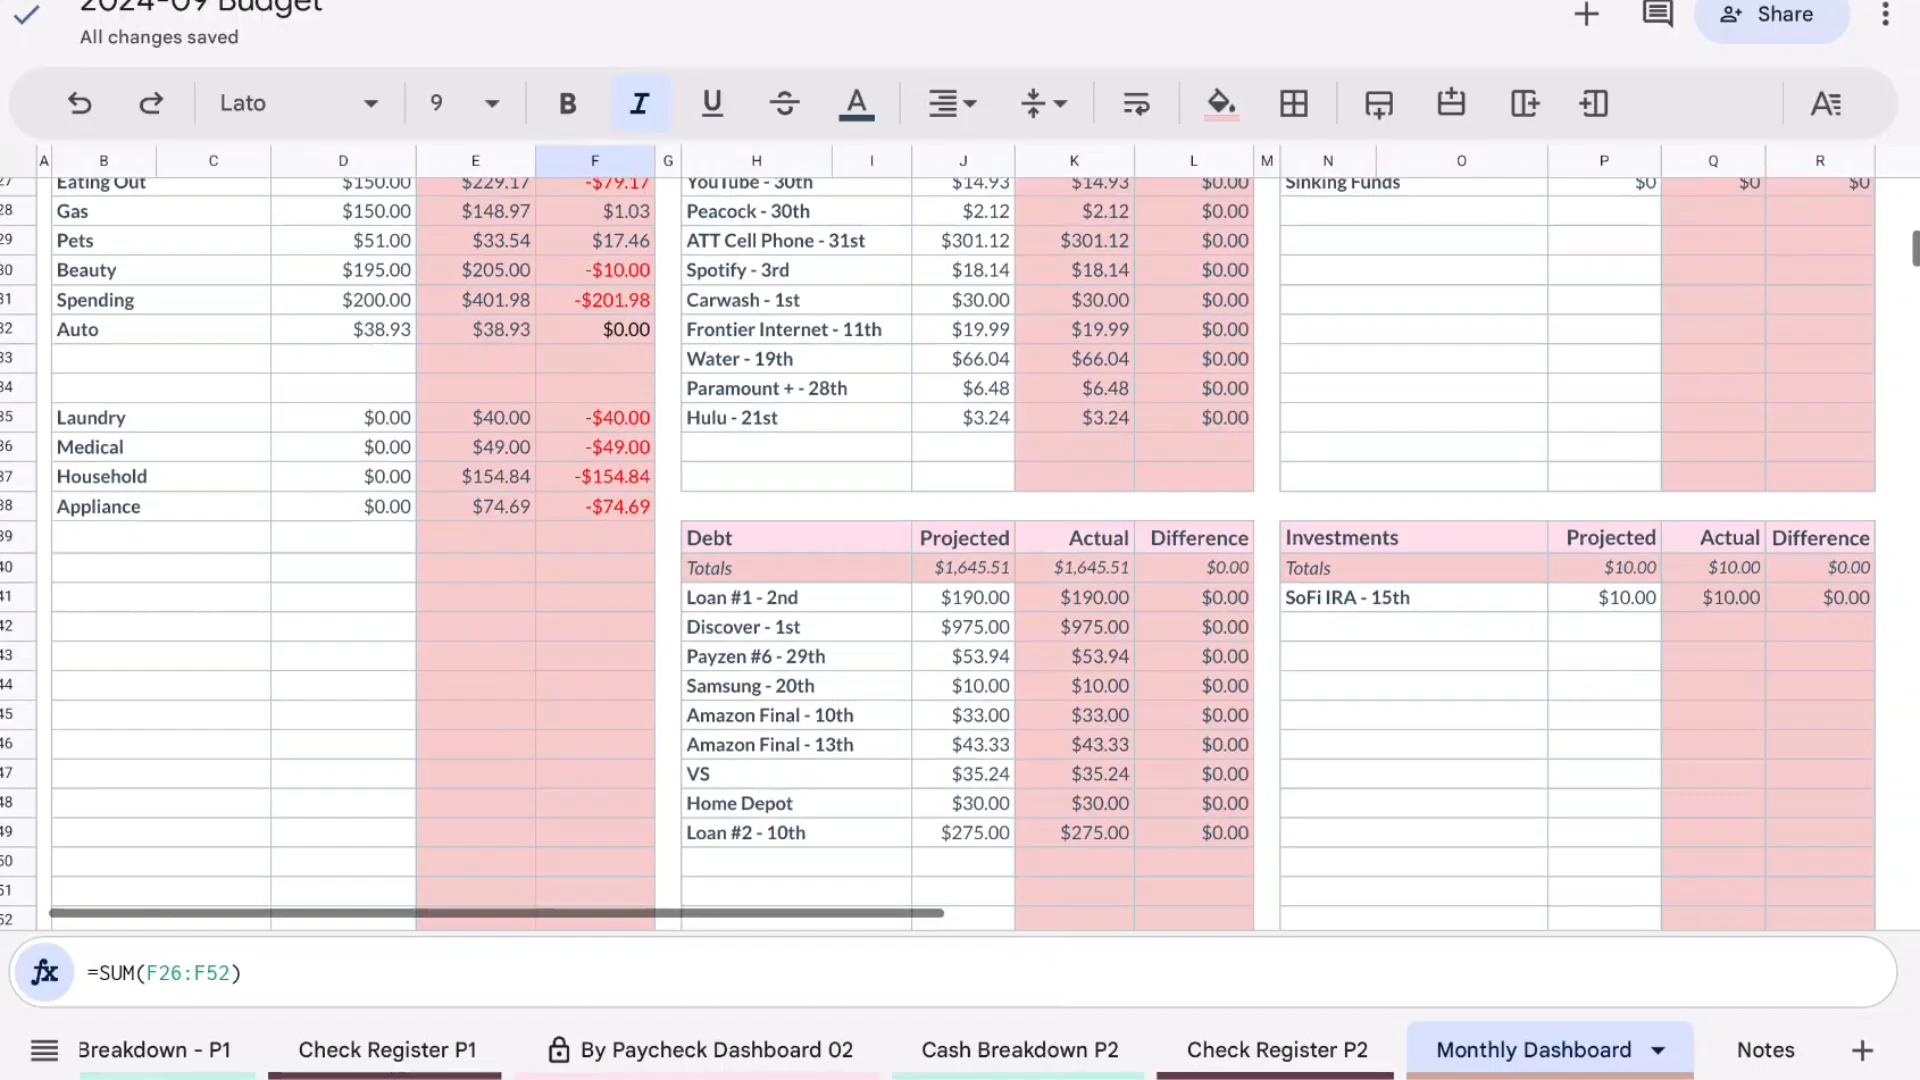 2024-09 Budget
All changes saved
Share
Lato
9
B I U S A
A B C D E F G H I J K L M N O P Q R
27 Eating Out $150.00 $229.17 -$79.17 YouTube - 30th $14.93 $14.93 $0.00 Sinking Funds $0 $0 $0
28 Gas $150.00 $148.97 $1.03 Peacock - 30th $2.12 $2.12 $0.00
29 Pets $51.00 $33.54 $17.46 ATT Cell Phone - 31st $301.12 $301.12 $0.00
30 Beauty $195.00 $205.00 -$10.00 Spotify - 3rd $18.14 $18.14 $0.00
31 Spending $200.00 $401.98 -$201.98 Carwash - 1st $30.00 $30.00 $0.00
32 Auto $38.93 $38.93 $0.00 Frontier Internet - 11th $19.99 $19.99 $0.00
33 Water - 19th $66.04 $66.04 $0.00
34 Paramount + - 28th $6.48 $6.48 $0.00
35 Laundry $0.00 $40.00 -$40.00 Hulu - 21st $3.24 $3.24 $0.00
36 Medical $0.00 $49.00 -$49.00
37 Household $0.00 $154.84 -$154.84
38 Appliance $0.00 $74.69 -$74.69
39 Debt Projected Actual Difference Investments Projected Actual Difference
40 Totals $1,645.51 $1,645.51 $0.00 Totals $10.00 $10.00 $0.00
41 Loan #1 - 2nd $190.00 $190.00 $0.00 SoFi IRA - 15th $10.00 $10.00 $0.00
42 Discover - 1st $975.00 $975.00 $0.00
43 Payzen #6 - 29th $53.94 $53.94 $0.00
44 Samsung - 20th $10.00 $10.00 $0.00
45 Amazon Final - 10th $33.00 $33.00 $0.00
46 Amazon Final - 13th $43.33 $43.33 $0.00
47 VS $35.24 $35.24 $0.00
48 Home Depot $30.00 $30.00 $0.00
49 Loan #2 - 10th $275.00 $275.00 $0.00
50
51
52
fx =SUM(F26:F52)
Breakdown - P1 Check Register P1 By Paycheck Dashboard 02 Cash Breakdown P2 Check Register P2 Monthly Dashboard Notes